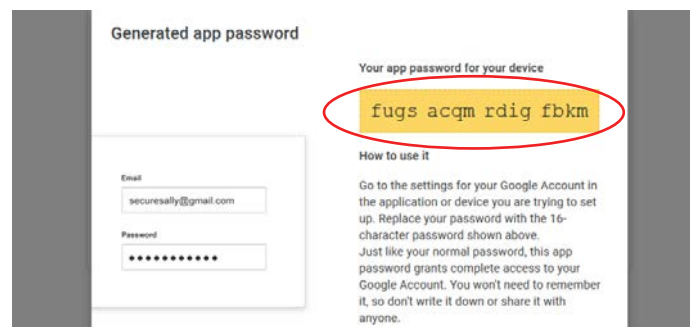 Generated app password
Your app password for your device
fugs acqm rdig fbkm
How to use it
Go to the settings for your Google Account in
the application or device you are trying to set
up. Replace your password with the 16-
character password shown above.
Just like your normal password, this app
password grants complete access to your
Google Account. You won't need to remember
it, so don't write it down or share it with
anyone.
Email
securesally@gmail.com
Password
•••••••••••